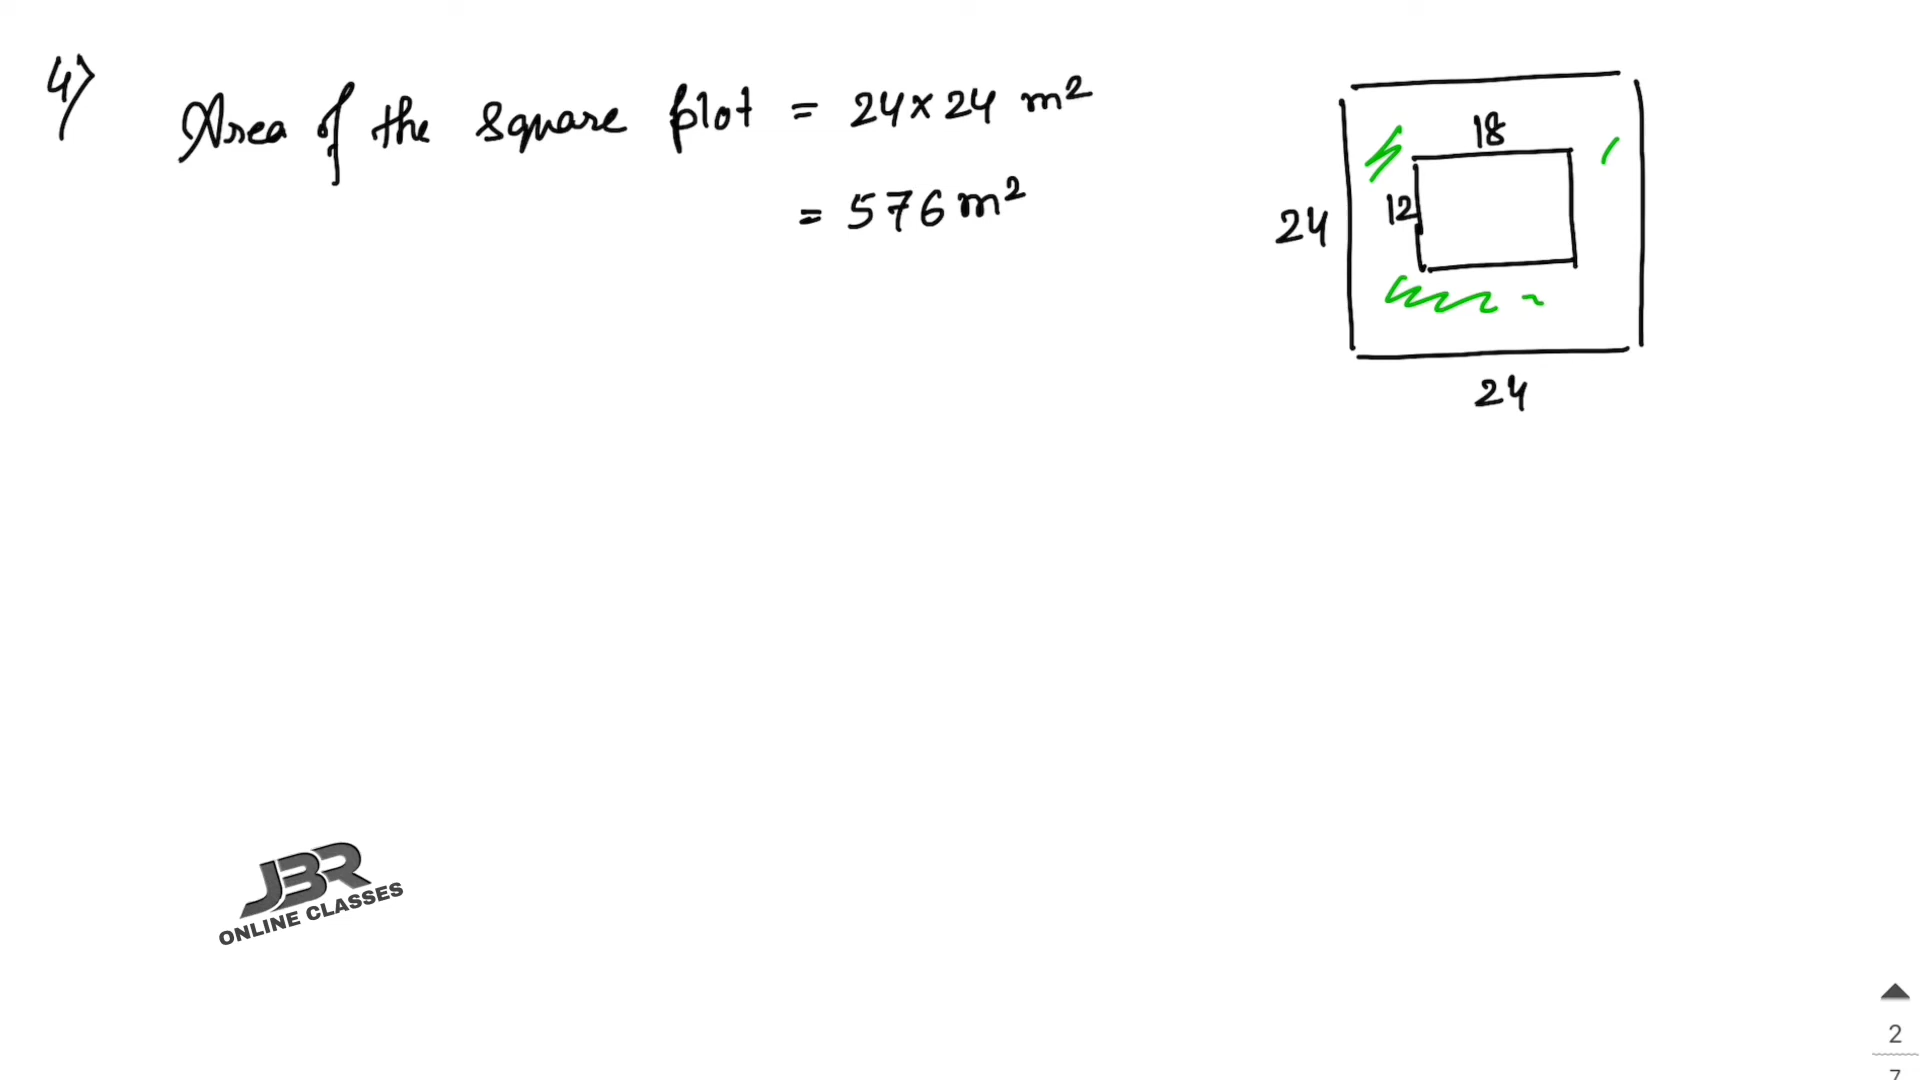 4)
Area of the square plot = 24 × 24 m²
= 576 m²
18
12
24
24
JBR
ONLINE CLASSES
2
7